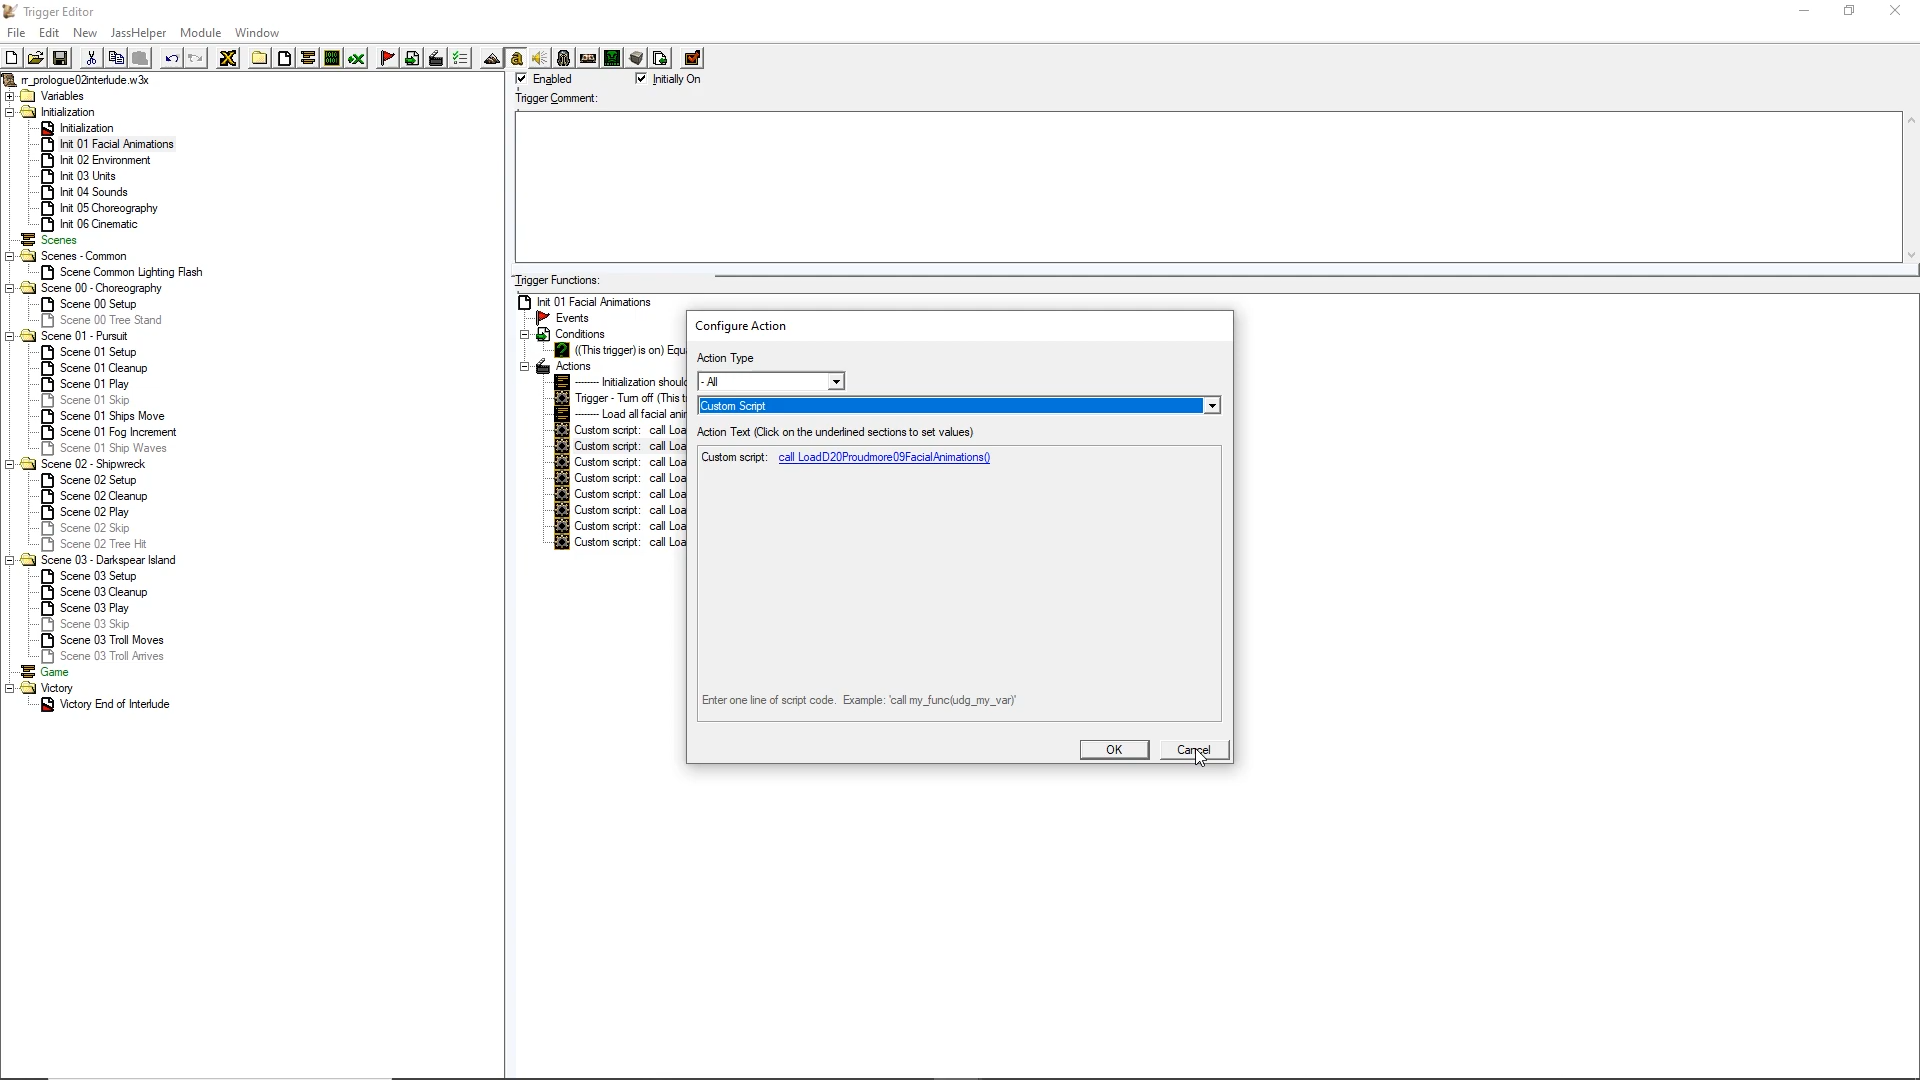 Trigger Editor
File Edit New JassHelper Module Window
rr_prologue02interlude.w3x
Variables
Initialization
Initialization
Init 01 Facial Animations
Init 02 Environment
Init 03 Units
Init 04 Sounds
Init 05 Choreography
Init 06 Cinematic
Scenes
Scenes - Common
Scene Common Lighting Flash
Scene 00 - Choreography
Scene 00 Setup
Scene 00 Tree Stand
Scene 01 - Pursuit
Scene 01 Setup
Scene 01 Cleanup
Scene 01 Play
Scene 01 Skip
Scene 01 Ships Move
Scene 01 Fog Increment
Scene 01 Ship Waves
Scene 02 - Shipwreck
Scene 02 Setup
Scene 02 Cleanup
Scene 02 Play
Scene 02 Skip
Scene 02 Tree Hit
Scene 03 - Darkspear Island
Scene 03 Setup
Scene 03 Cleanup
Scene 03 Play
Scene 03 Skip
Scene 03 Troll Moves
Scene 03 Troll Arrives
Game
Victory
Victory End of Interlude
Enabled Initially On
Trigger Comment:
Trigger Functions:
Init 01 Facial Animations
Events
Conditions
((This trigger) is on) Equ
Actions
------- Initialization shoul
Trigger - Turn off (This t
------- Load all facial ani
Custom script: call Loa
Custom script: call Loa
Custom script: call Loa
Custom script: call Loa
Custom script: call Loa
Custom script: call Loa
Custom script: call Loa
Custom script: call Loa
Configure Action
Action Type
- All
Custom Script
Action Text (Click on the underlined sections to set values)
Custom script: call LoadD20Proudmore09FacialAnimations()
Enter one line of script code. Example: 'call my_func(udg_my_var)'
OK Cancel